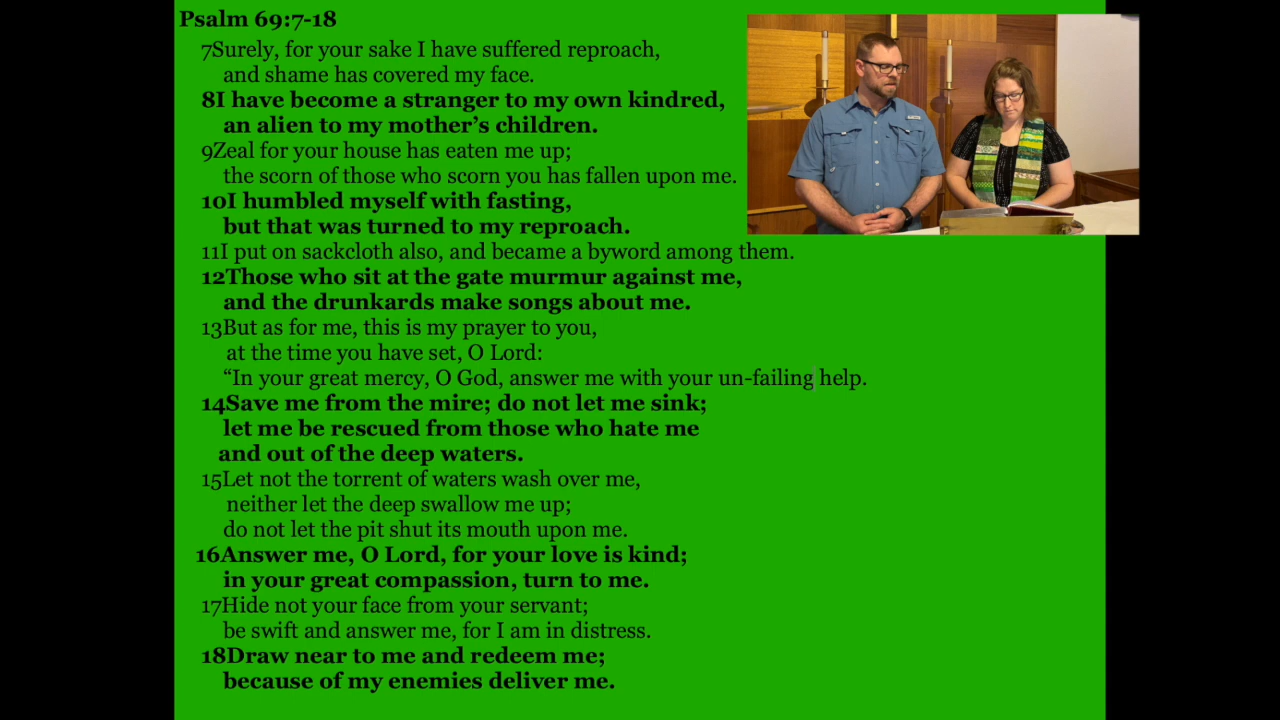 Psalm 69:7-18
7Surely, for your sake I have suffered reproach,
and shame has covered my face.
8I have become a stranger to my own kindred,
an alien to my mother’s children.
9Zeal for your house has eaten me up;
the scorn of those who scorn you has fallen upon me.
10I humbled myself with fasting,
but that was turned to my reproach.
11I put on sackcloth also, and became a byword among them.
12Those who sit at the gate murmur against me,
and the drunkards make songs about me.
13But as for me, this is my prayer to you,
at the time you have set, O Lord:
“In your great mercy, O God, answer me with your un-failing help.
14Save me from the mire; do not let me sink;
let me be rescued from those who hate me
and out of the deep waters.
15Let not the torrent of waters wash over me,
neither let the deep swallow me up;
do not let the pit shut its mouth upon me.
16Answer me, O Lord, for your love is kind;
in your great compassion, turn to me.
17Hide not your face from your servant;
be swift and answer me, for I am in distress.
18Draw near to me and redeem me;
because of my enemies deliver me.